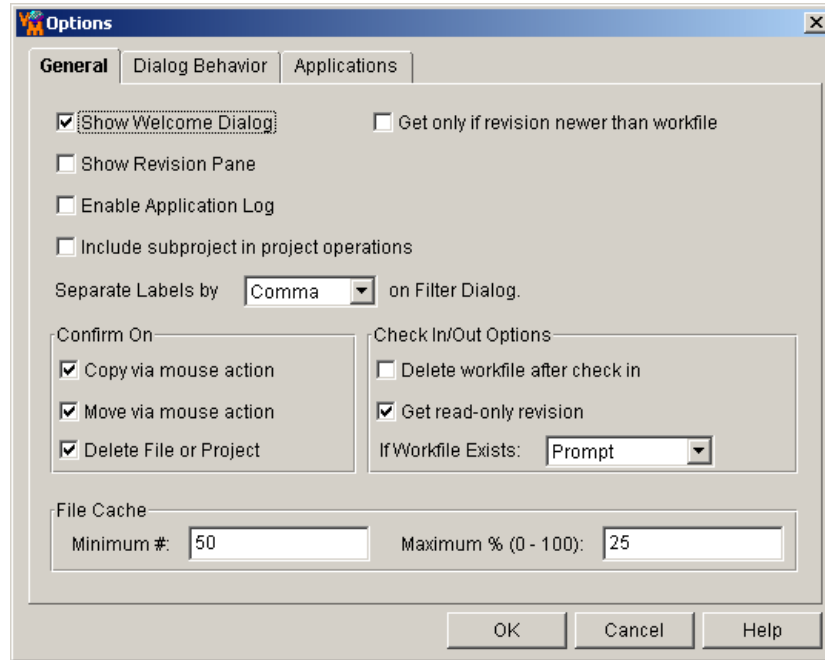 Options
General Dialog Behavior Applications
Show Welcome Dialog Get only if revision newer than workfile
Show Revision Pane
Enable Application Log
Include subproject in project operations
Separate Labels by Comma on Filter Dialog.
Confirm On Check In/Out Options
Copy via mouse action Delete workfile after check in
Move via mouse action Get read-only revision
Delete File or Project If Workfile Exists: Prompt
File Cache
Minimum #: 50 Maximum % (0 - 100): 25
OK Cancel Help